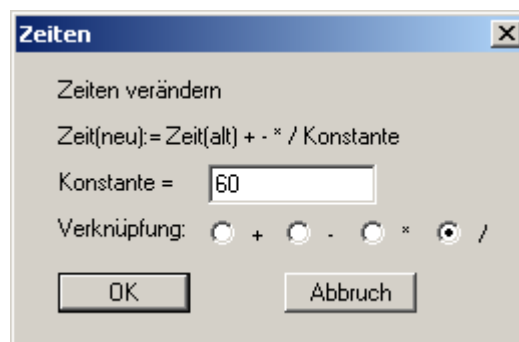 Zeiten
Zeiten verändern
Zeit(neu):= Zeit(alt) + - * / Konstante
Konstante = 60
Verknüpfung: + - * /
OK Abbruch